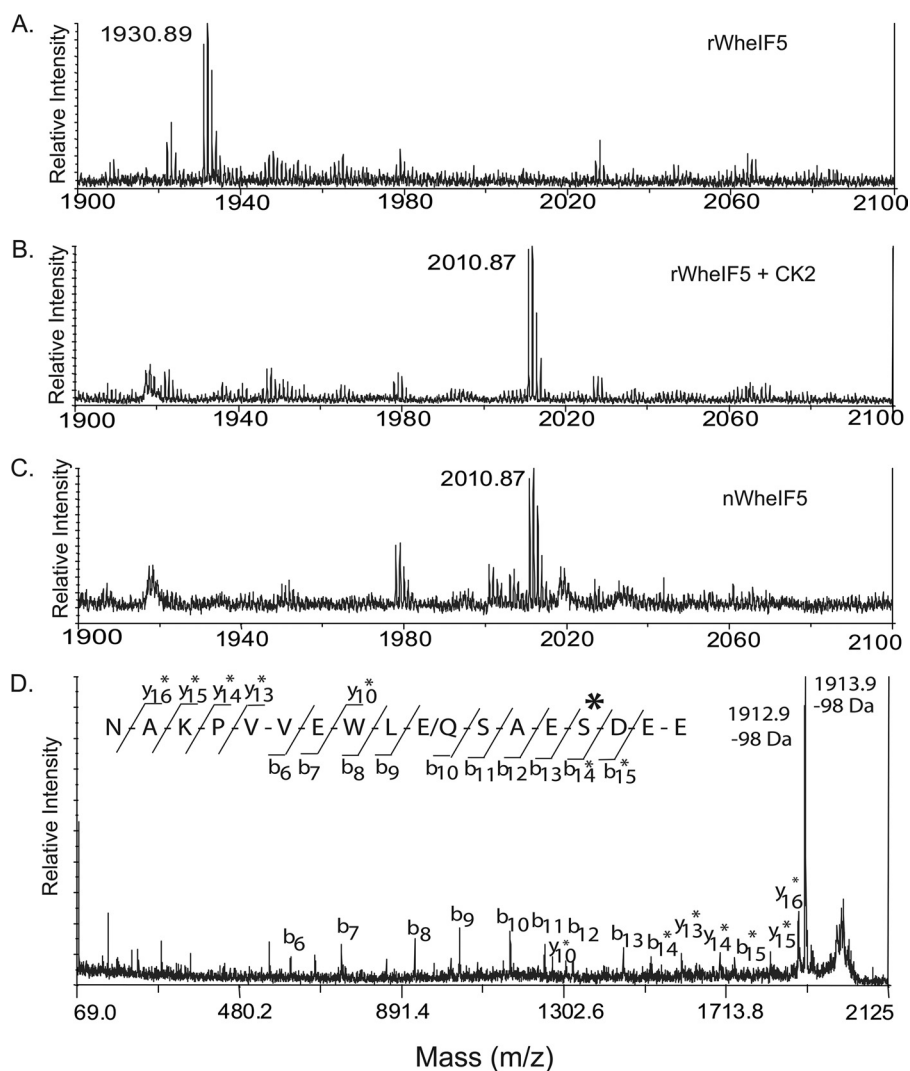 A.
1930.89
rWheIF5
Relative Intensity
1900 1940 1980 2020 2060 2100
B.
2010.87
rWheIF5 + CK2
Relative Intensity
1900 1940 1980 2020 2060 2100
C.
2010.87
nWheIF5
Relative Intensity
1900 1940 1980 2020 2060 2100
D.
y16* y15* y14* y13* y10*
N-A-K-P-V-V-E-W-L-E/Q-S-A-E-S*-D-E-E
b6 b7 b8 b9 b10 b11 b12 b13 b14* b15*
1912.9
-98 Da
1913.9
-98 Da
Relative Intensity
b6 b7 b8 b9 b10 b11 y10* b12 b13 b14* y13* y14* b15* y15* y16*
69.0 480.2 891.4 1302.6 1713.8 2125
Mass (m/z)